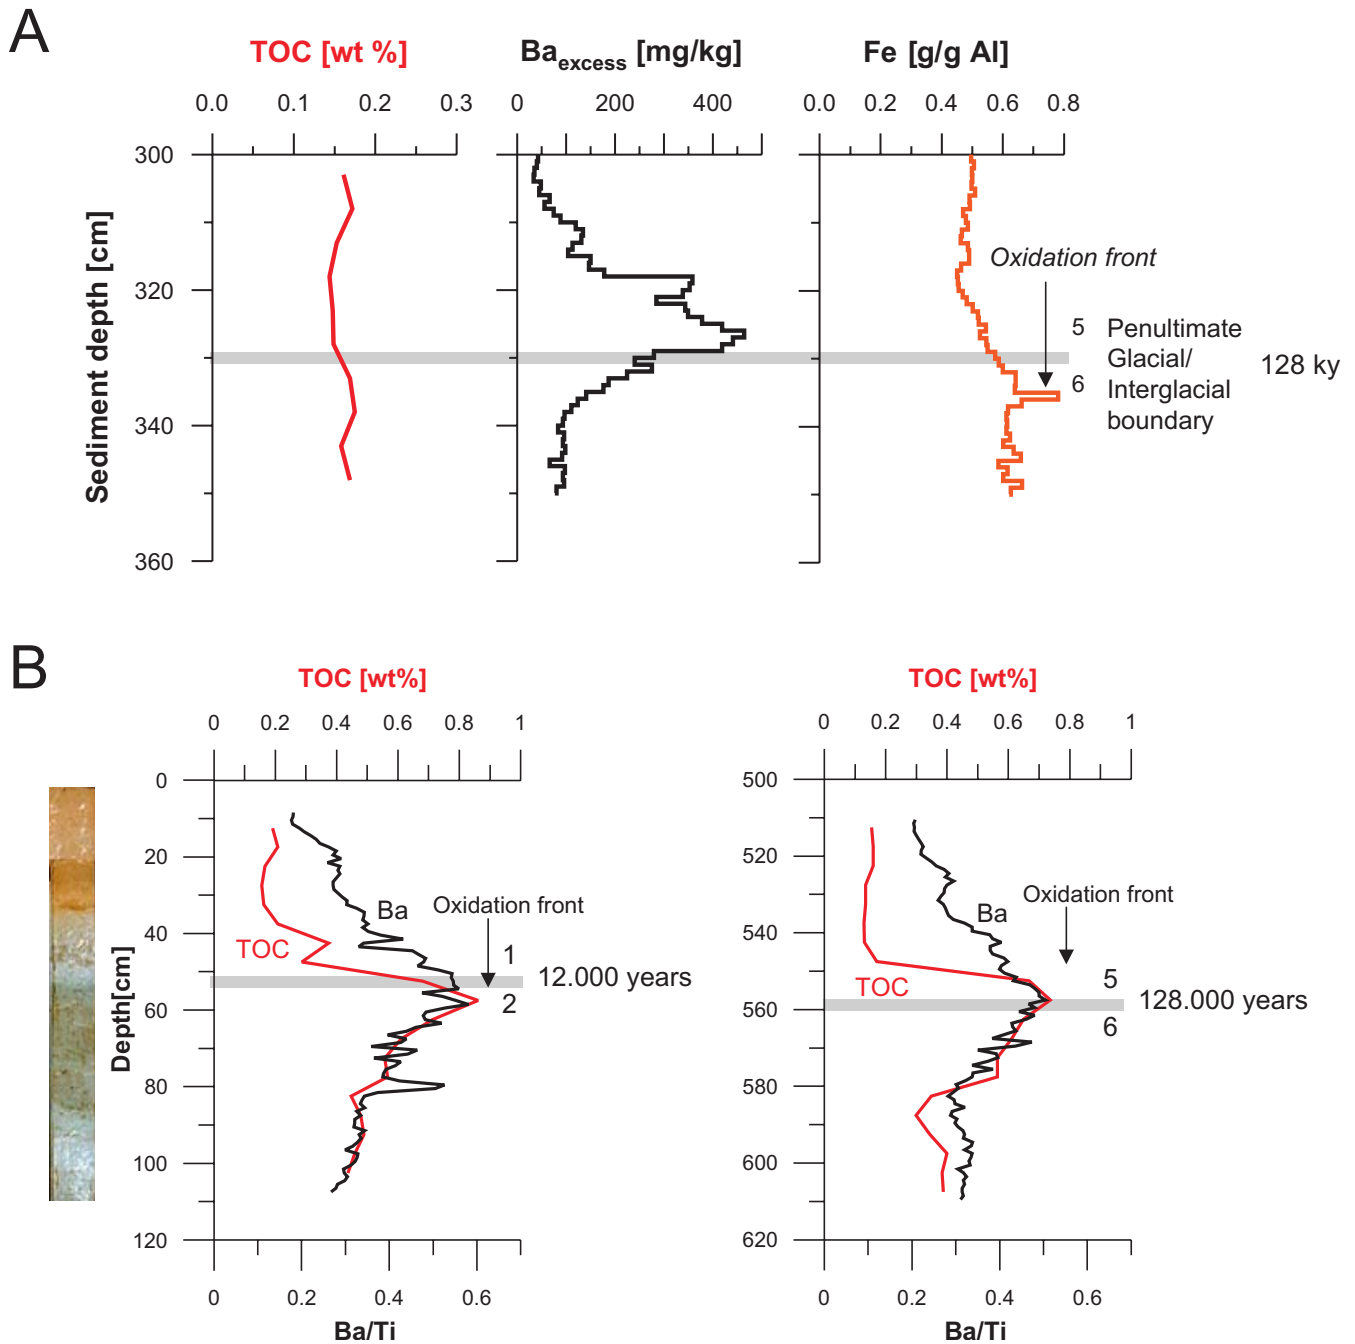 A
TOC [wt %]
Ba excess [mg/kg]
Fe [g/g Al]
0.0 0.1 0.2 0.3
0 200 400
0.0 0.2 0.4 0.6 0.8
Sediment depth [cm]
300
320
340
360
Oxidation front
5
6
Penultimate
Glacial/
Interglacial
boundary
128 ky
B
TOC [wt%]
0 0.2 0.4 0.6 0.8 1
Depth[cm]
0
20
40
60
80
100
120
Ba
TOC
Oxidation front
1
2
12.000 years
0 0.2 0.4 0.6
Ba/Ti
TOC [wt%]
0 0.2 0.4 0.6 0.8 1
500
520
540
560
580
600
620
Ba
TOC
Oxidation front
5
6
128.000 years
0 0.2 0.4 0.6
Ba/Ti